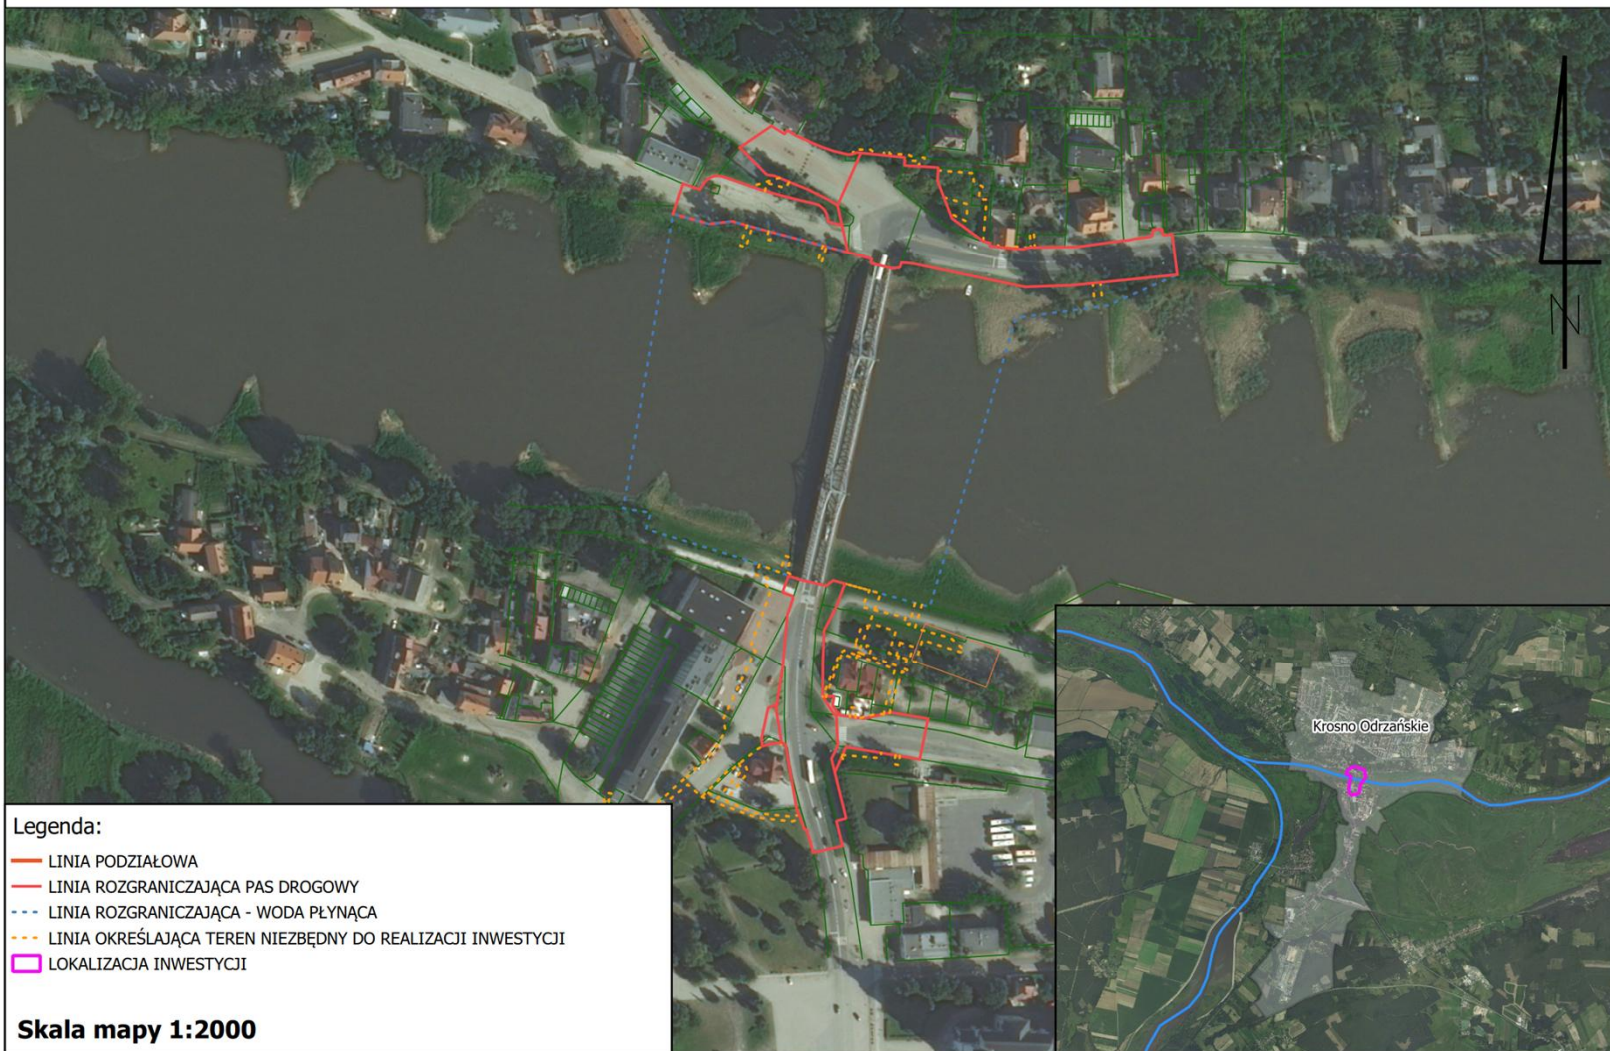 N
Krosno Odrzańskie
Legenda:
LINIA PODZIAŁOWA
LINIA ROZGRANICZAJĄCA PAS DROGOWY
LINIA ROZGRANICZAJĄCA - WODA PŁYNĄCA
LINIA OKREŚLAJĄCA TEREN NIEZBĘDNY DO REALIZACJI INWESTYCJI
LOKALIZACJA INWESTYCJI
Skala mapy 1:2000